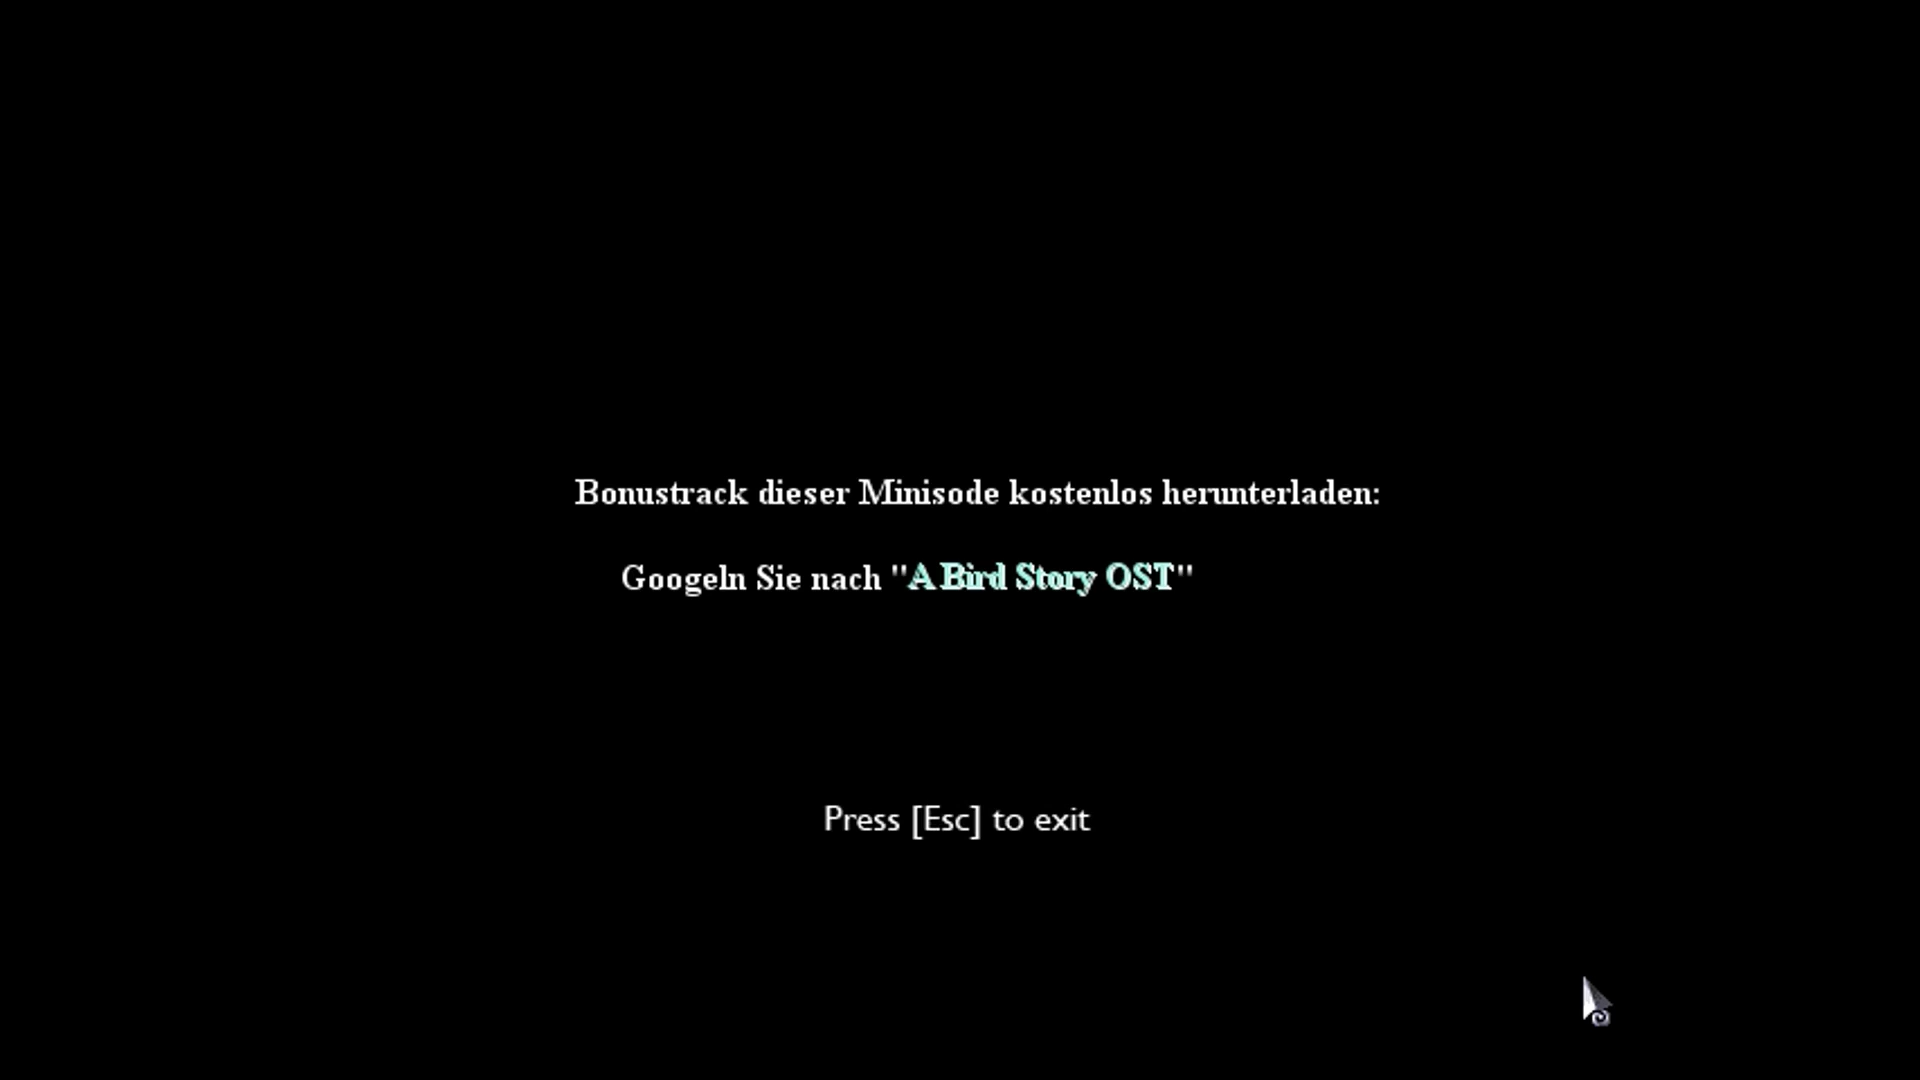 Bonustrack dieser Minisode kostenlos herunterladen:
Googeln Sie nach "A Bird Story OST"
Press [Esc] to exit